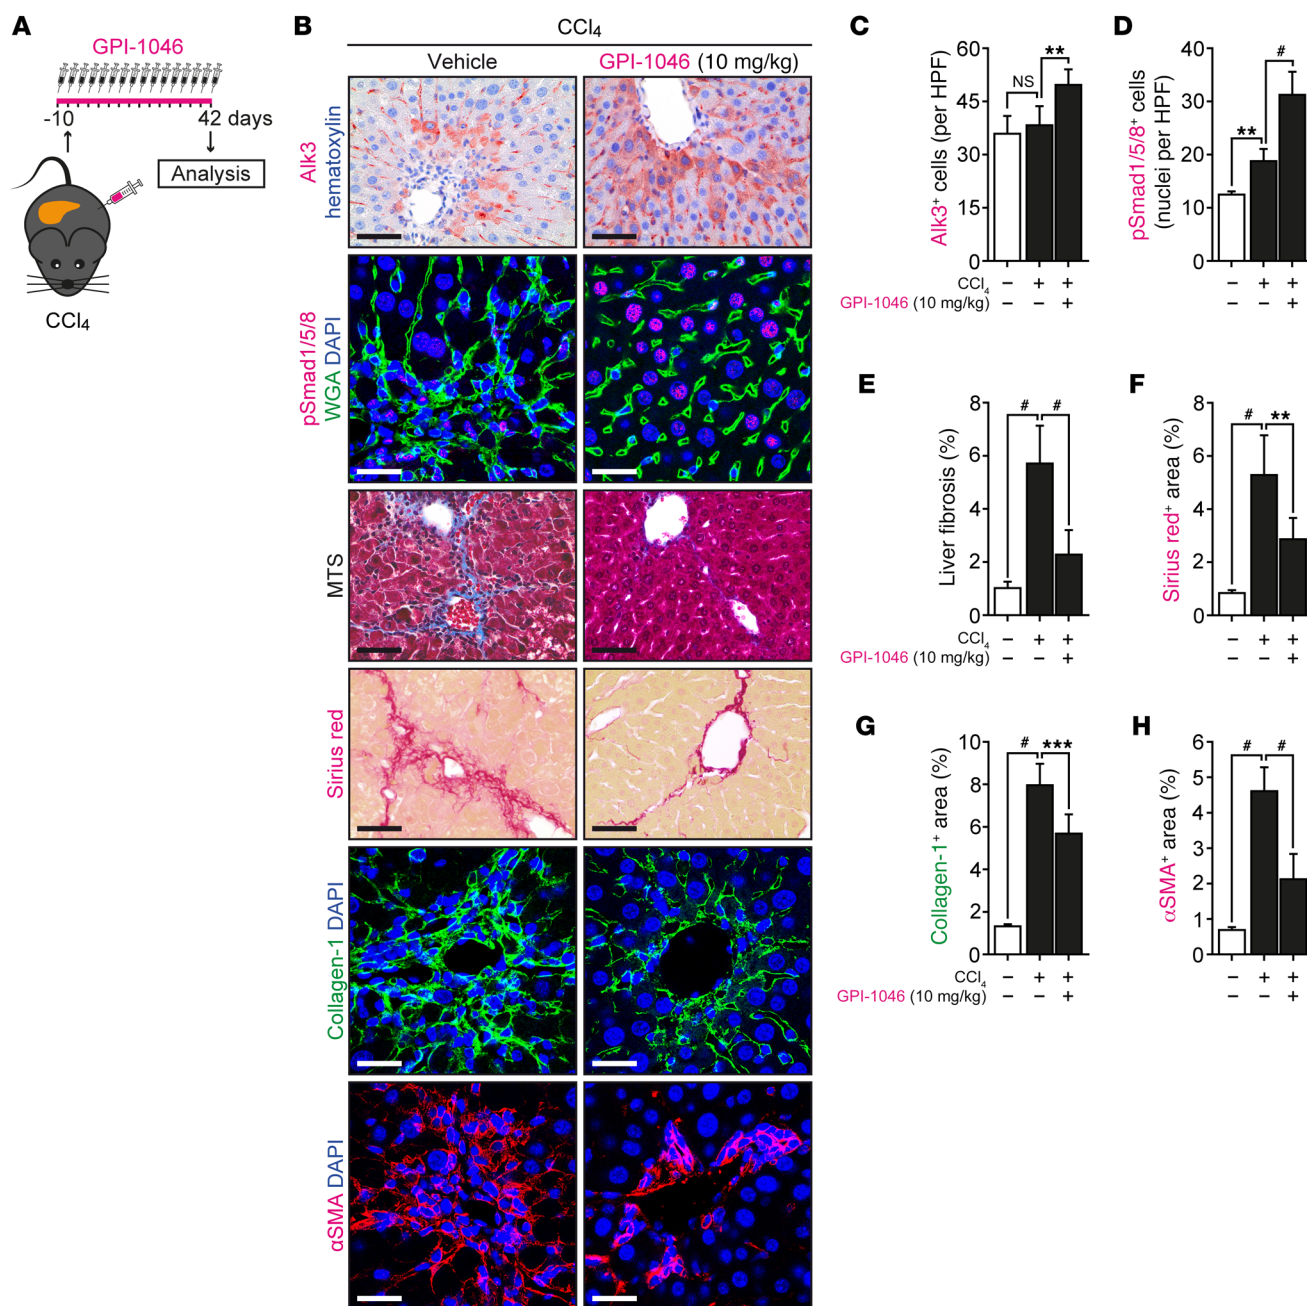 A
GPI-1046
-10
42 days
Analysis
CCl4
B
CCl4
Vehicle
GPI-1046 (10 mg/kg)
Alk3
hematoxylin
pSmad1/5/8
WGA DAPI
MTS
Sirius red
Collagen-1 DAPI
αSMA DAPI
C
Alk3+ cells (per HPF)
60
45
30
15
0
NS
**
CCl4
– + +
GPI-1046 (10 mg/kg)
– +
D
pSmad1/5/8+ cells
(nuclei per HPF)
40
30
20
10
0
**
#
– + +
– +
E
Liver fibrosis (%)
8
6
4
2
0
# #
– + +
CCl4
GPI-1046 (10 mg/kg)
– +
F
Sirius red+ area (%)
8
6
4
2
0
# **
– + +
– +
G
Collagen-1+ area (%)
10
8
6
4
2
0
# ***
– + +
CCl4
GPI-1046 (10 mg/kg)
– +
H
αSMA+ area (%)
6
5
4
3
2
1
0
# #
– + +
– +